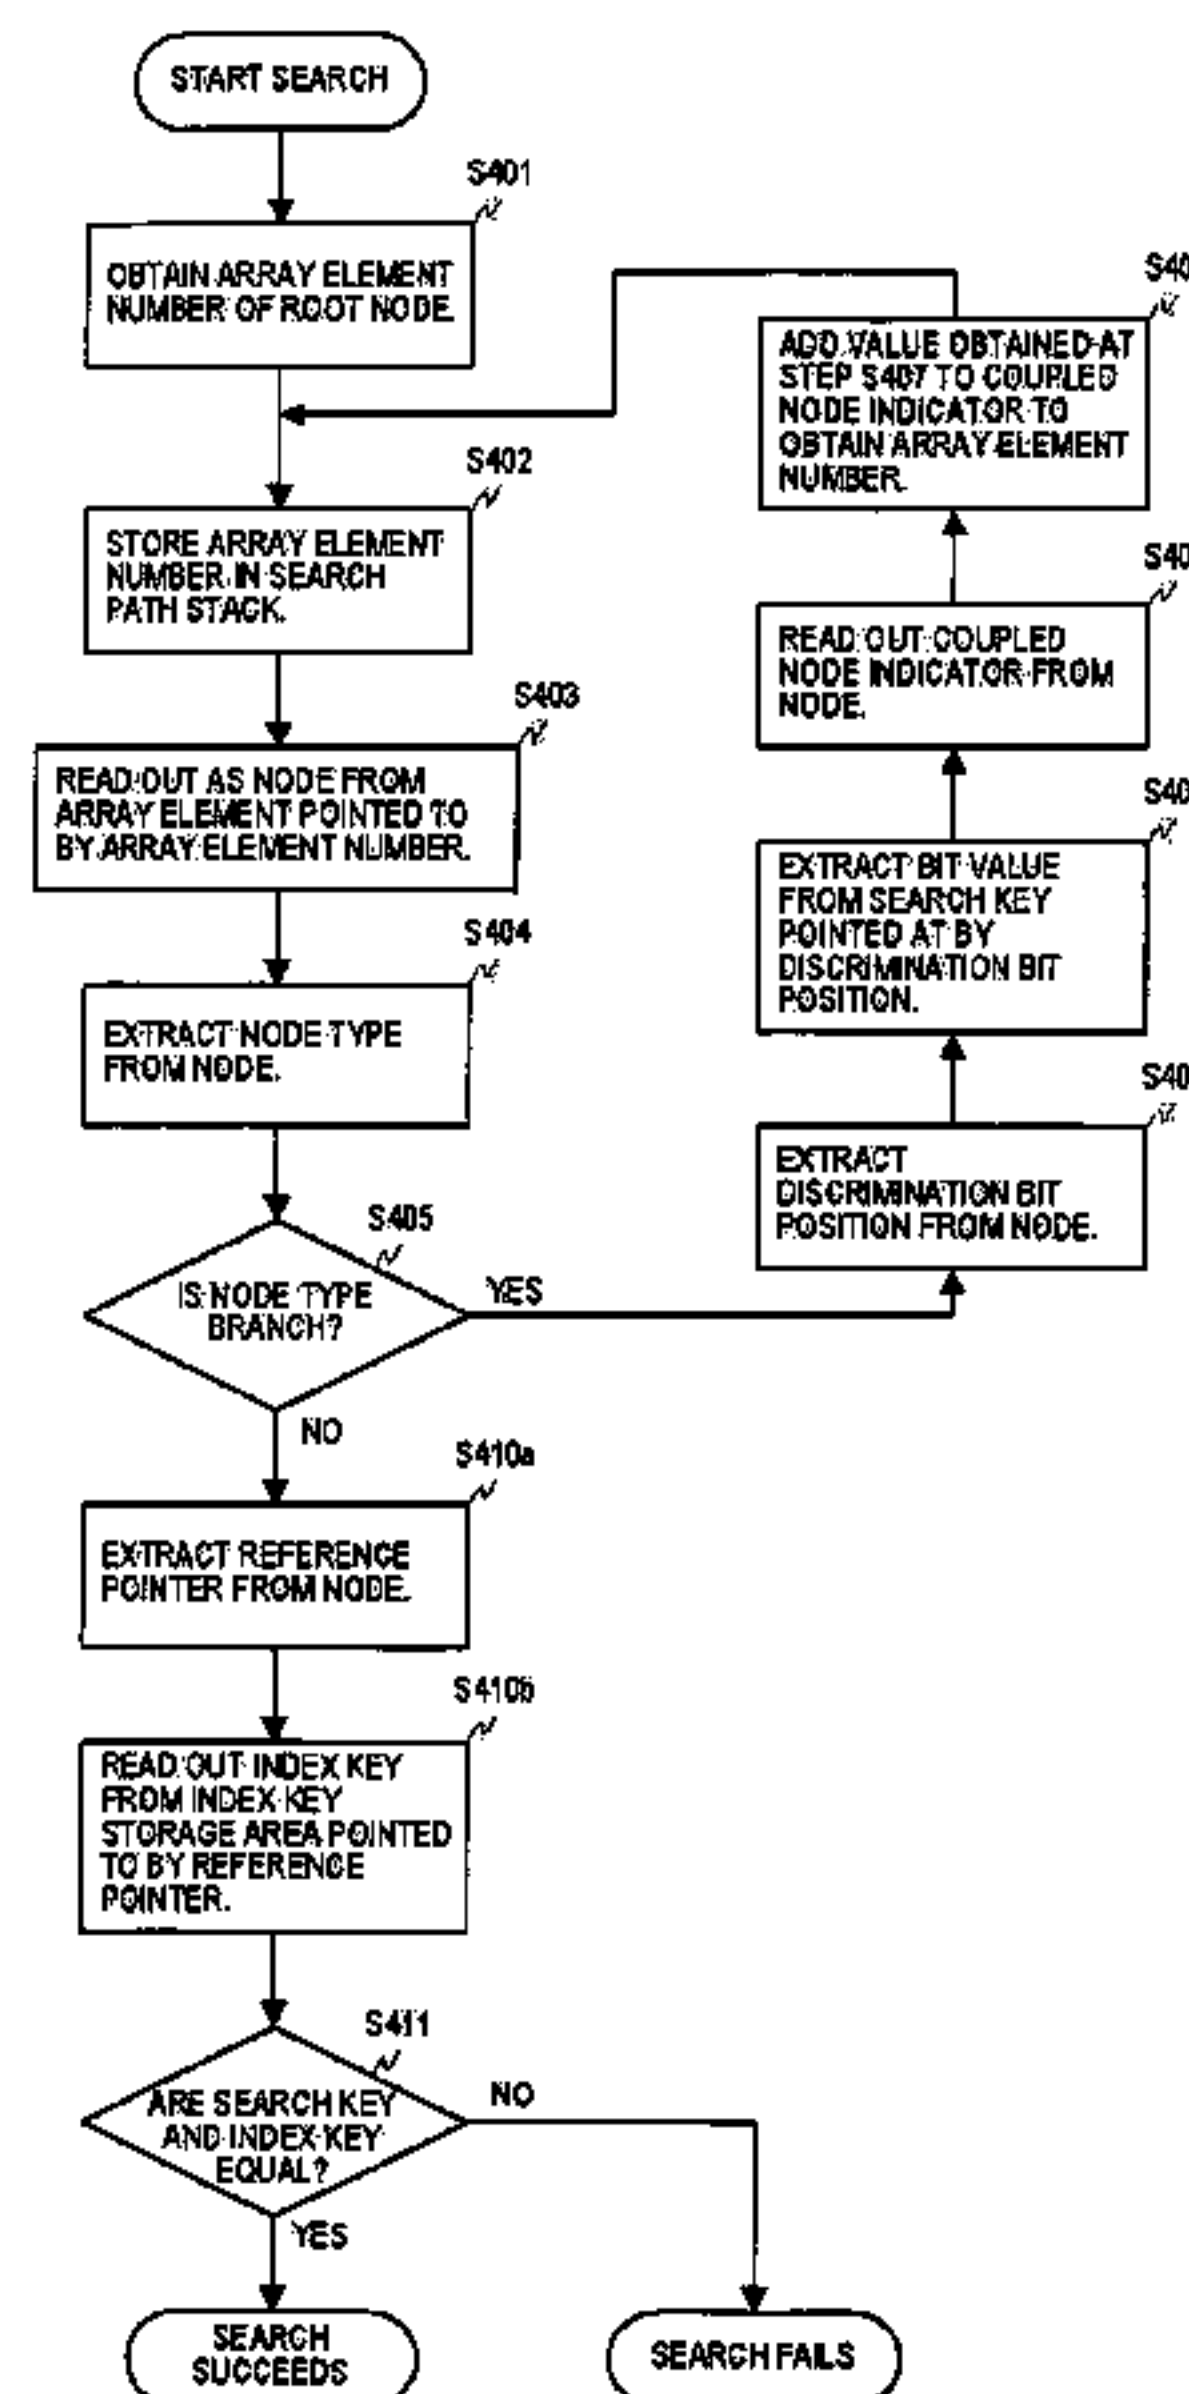 START SEARCH
S401
OBTAIN ARRAY ELEMENT
NUMBER OF ROOT NODE.
S402
STORE ARRAY ELEMENT
NUMBER IN SEARCH
PATH STACK.
S403
READ OUT AS NODE FROM
ARRAY ELEMENT POINTED TO
BY ARRAY ELEMENT NUMBER.
S404
EXTRACT NODE TYPE
FROM NODE.
S405
IS NODE TYPE
BRANCH?
YES
NO
S40
EXTRACT
DISCRIMINATION BIT
POSITION FROM NODE.
S40
EXTRACT BIT VALUE
FROM SEARCH KEY
POINTED AT BY
DISCRIMINATION BIT
POSITION.
S40
READ OUT COUPLED
NODE INDICATOR FROM
NODE.
S40
ADD VALUE OBTAINED AT
STEP S407 TO COUPLED
NODE INDICATOR TO
OBTAIN ARRAY ELEMENT
NUMBER.
S410a
EXTRACT REFERENCE
POINTER FROM NODE.
S410b
READ OUT INDEX KEY
FROM INDEX KEY
STORAGE AREA POINTED
TO BY REFERENCE
POINTER.
S411
ARE SEARCH KEY
AND INDEX KEY
EQUAL?
NO
YES
SEARCH
SUCCEEDS
SEARCH FAILS